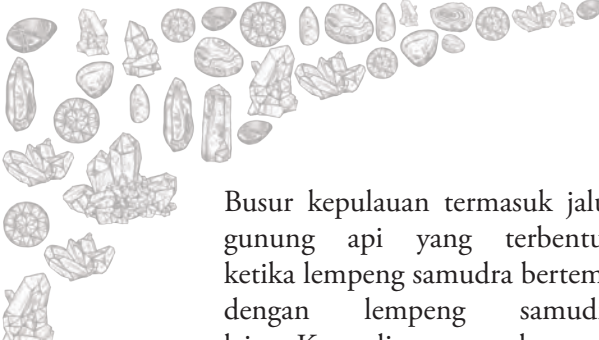 Busur kepulauan termasuk jalu
gunung api yang terbentu
ketika lempeng samudra bertem
dengan lempeng samud